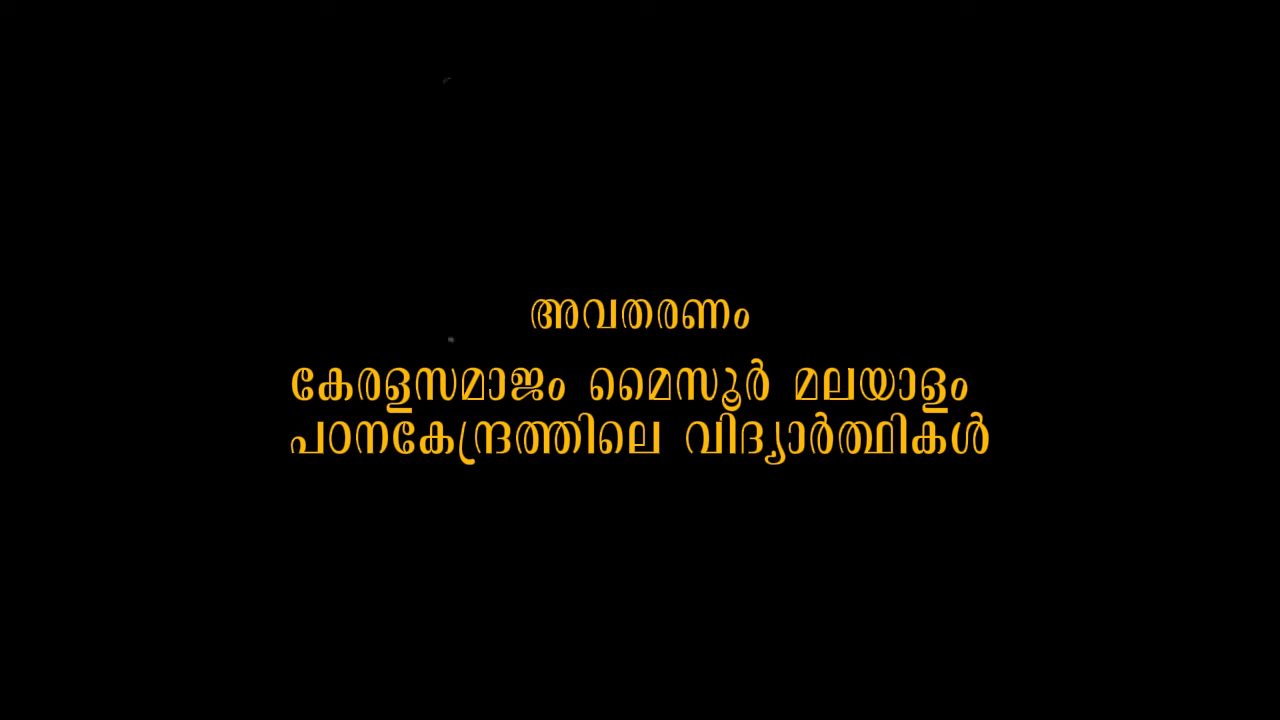 അവതരണം
കേരളസമാജം മൈസൂർ മലയാളം
പഠനകേന്ദ്രത്തിലെ വിദ്യാർത്ഥികൾ